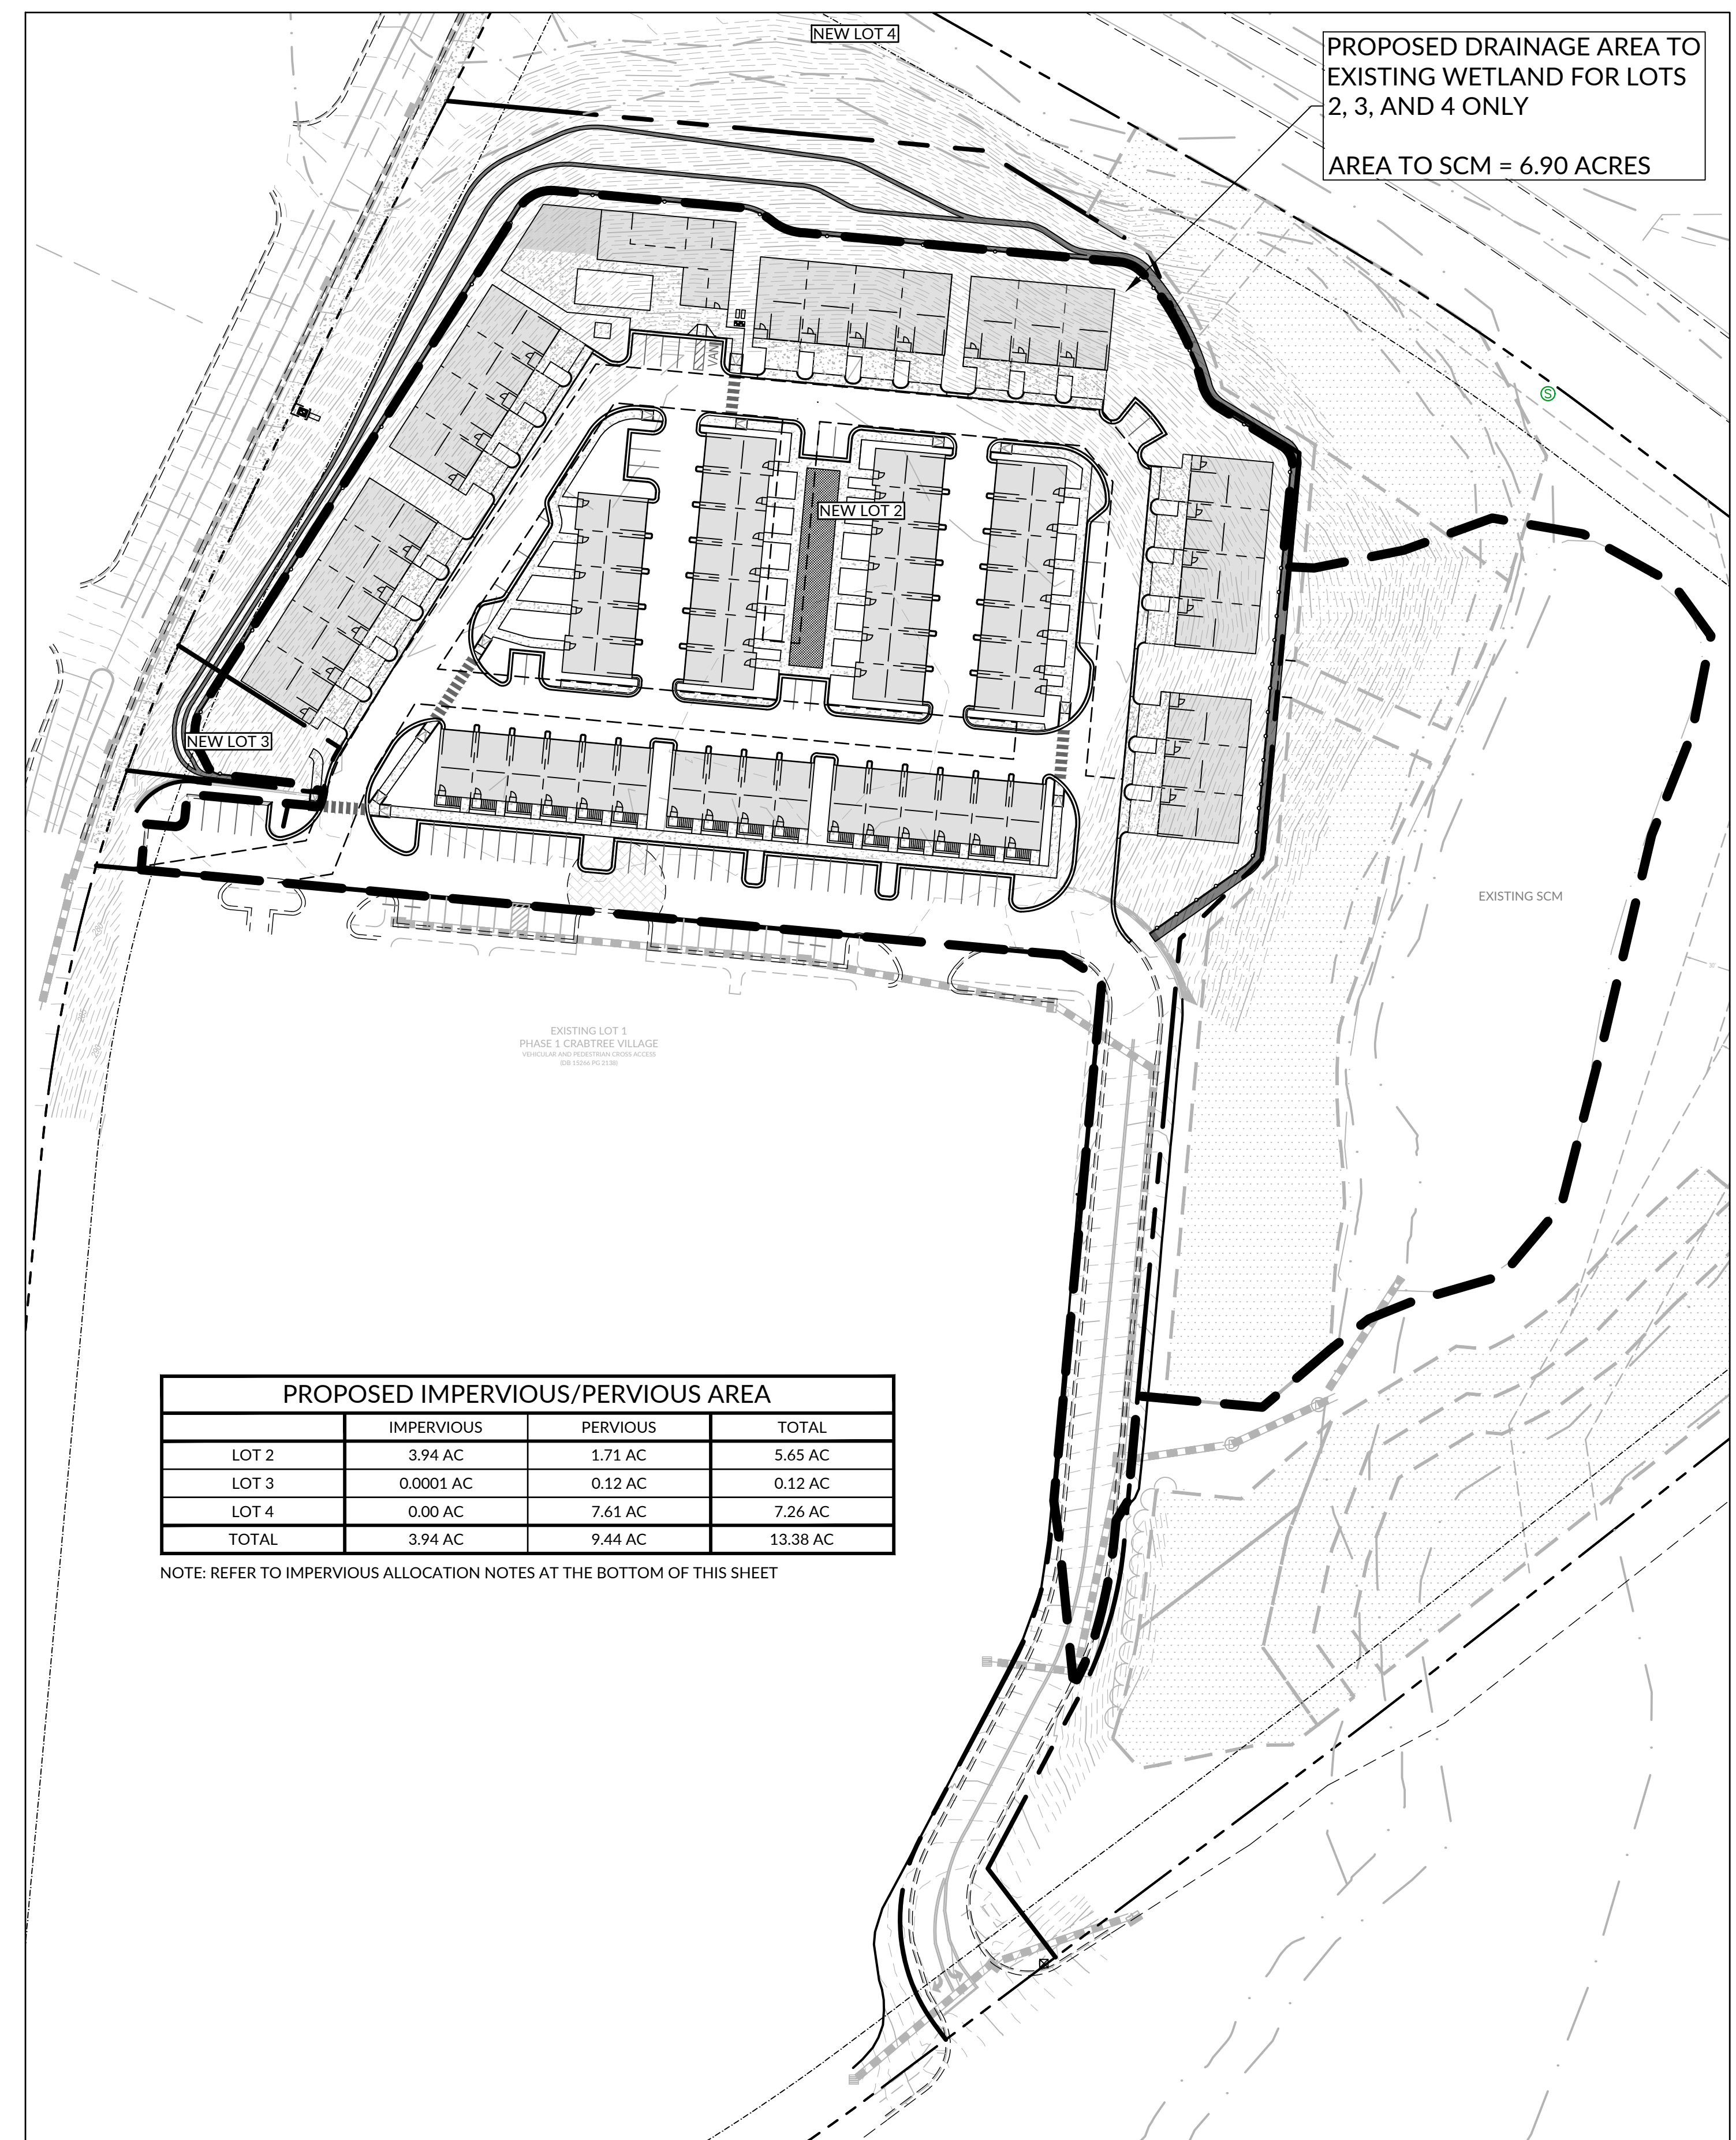 NEW LOT 4
PROPOSED DRAINAGE AREA TO
EXISTING WETLAND FOR LOTS
2, 3, AND 4 ONLY
AREA TO SCM = 6.90 ACRES
S
NEW LOT 2
NEW LOT 3
EXISTING SCM
EXISTING LOT 1
PHASE 1 CRABTREE VILLAGE
VEHICULAR AND PEDESTRIAN CROSS ACCESS
(DB 15266 PG 2138)
PROPOSED IMPERVIOUS/PERVIOUS AREA
IMPERVIOUS PERVIOUS TOTAL
LOT 2 3.94 AC 1.71 AC 5.65 AC
LOT 3 0.0001 AC 0.12 AC 0.12 AC
LOT 4 0.00 AC 7.61 AC 7.26 AC
TOTAL 3.94 AC 9.44 AC 13.38 AC
NOTE: REFER TO IMPERVIOUS ALLOCATION NOTES AT THE BOTTOM OF THIS SHEET